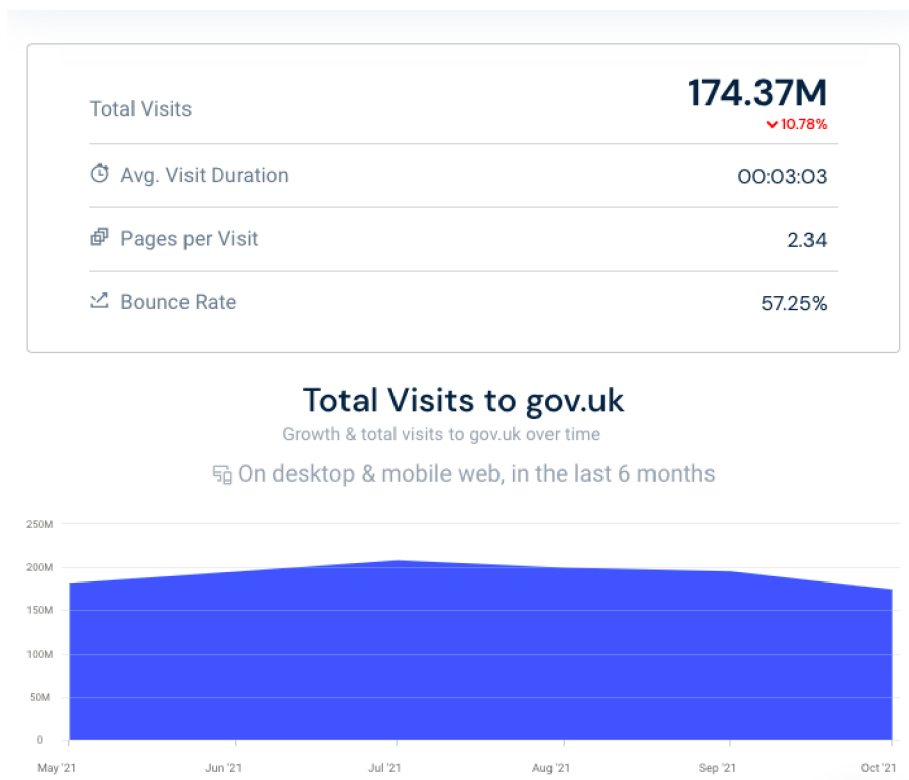 Total Visits
174.37M
10.78%
Avg. Visit Duration
00:03:03
Pages per Visit
2.34
Bounce Rate
57.25%
Total Visits to gov.uk
Growth & total visits to gov.uk over time
On desktop & mobile web, in the last 6 months
250M
200M
150M
100M
50M
0
May '21
Jun '21
Jul '21
Aug '21
Sep '21
Oct '21